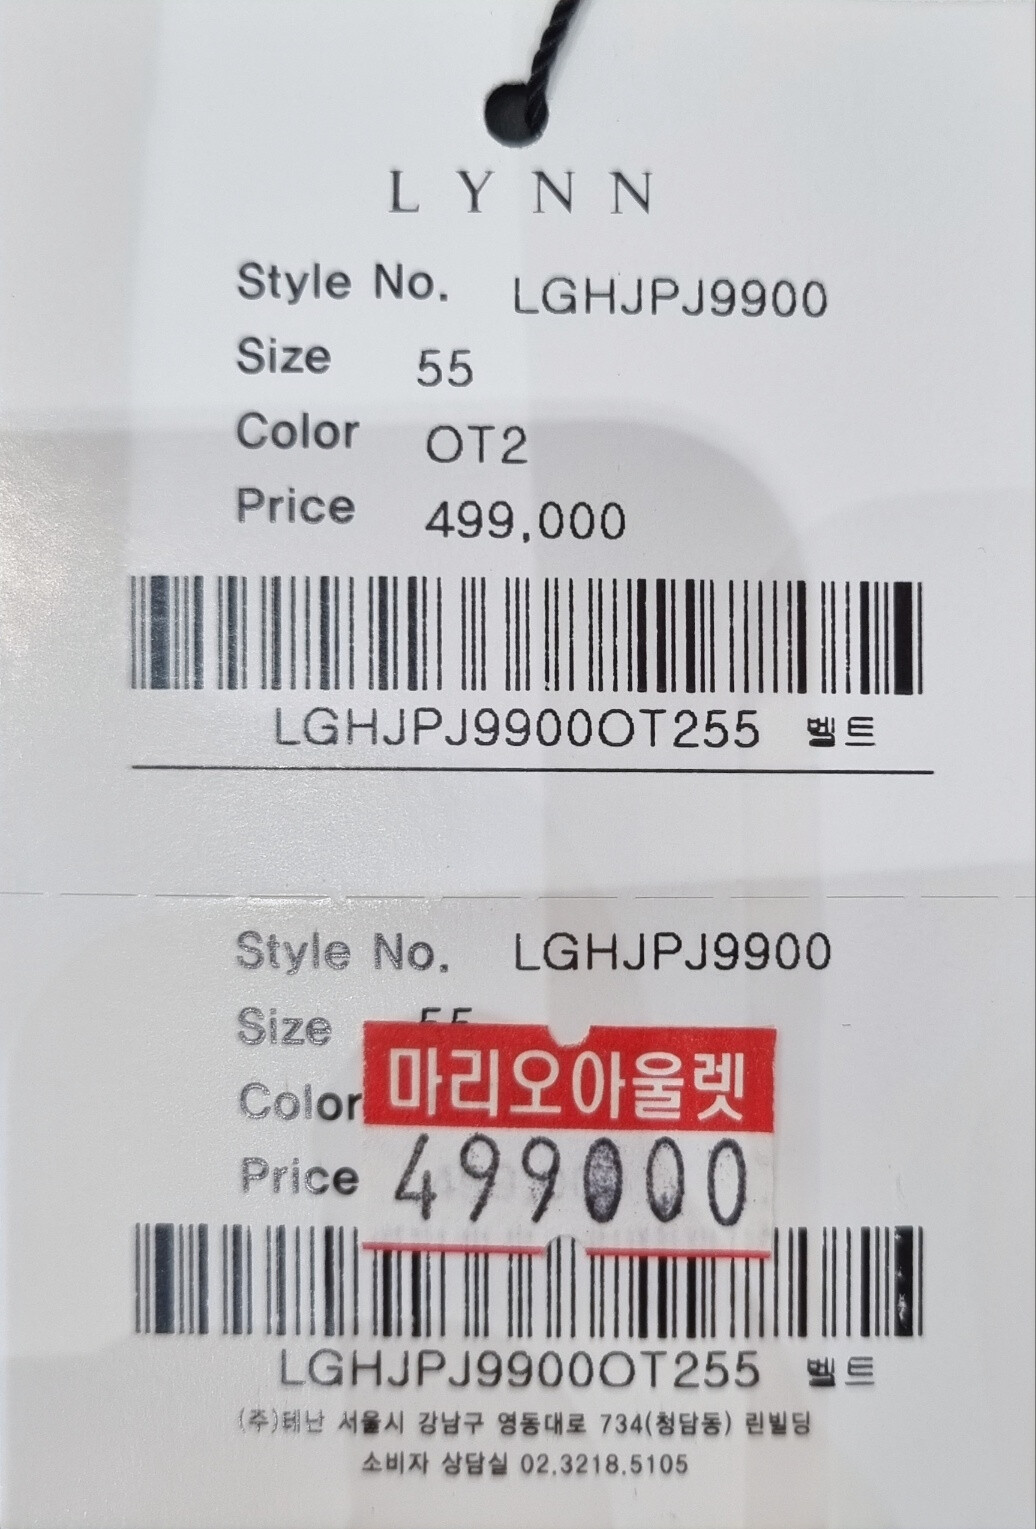 LYNN
Style No. LGHJPJ9900
Size 55
Color OT2
Price 499,000
LGHJPJ9900OT255 벨트
Style No. LGHJPJ9900
Size 55
마리오아울렛
Color
Price 499000
LGHJPJ9900OT255 벨트
(주)테난 서울시 강남구 영동대로 734(청담동) 린빌딩
소비자 상담실 02.3218.5105